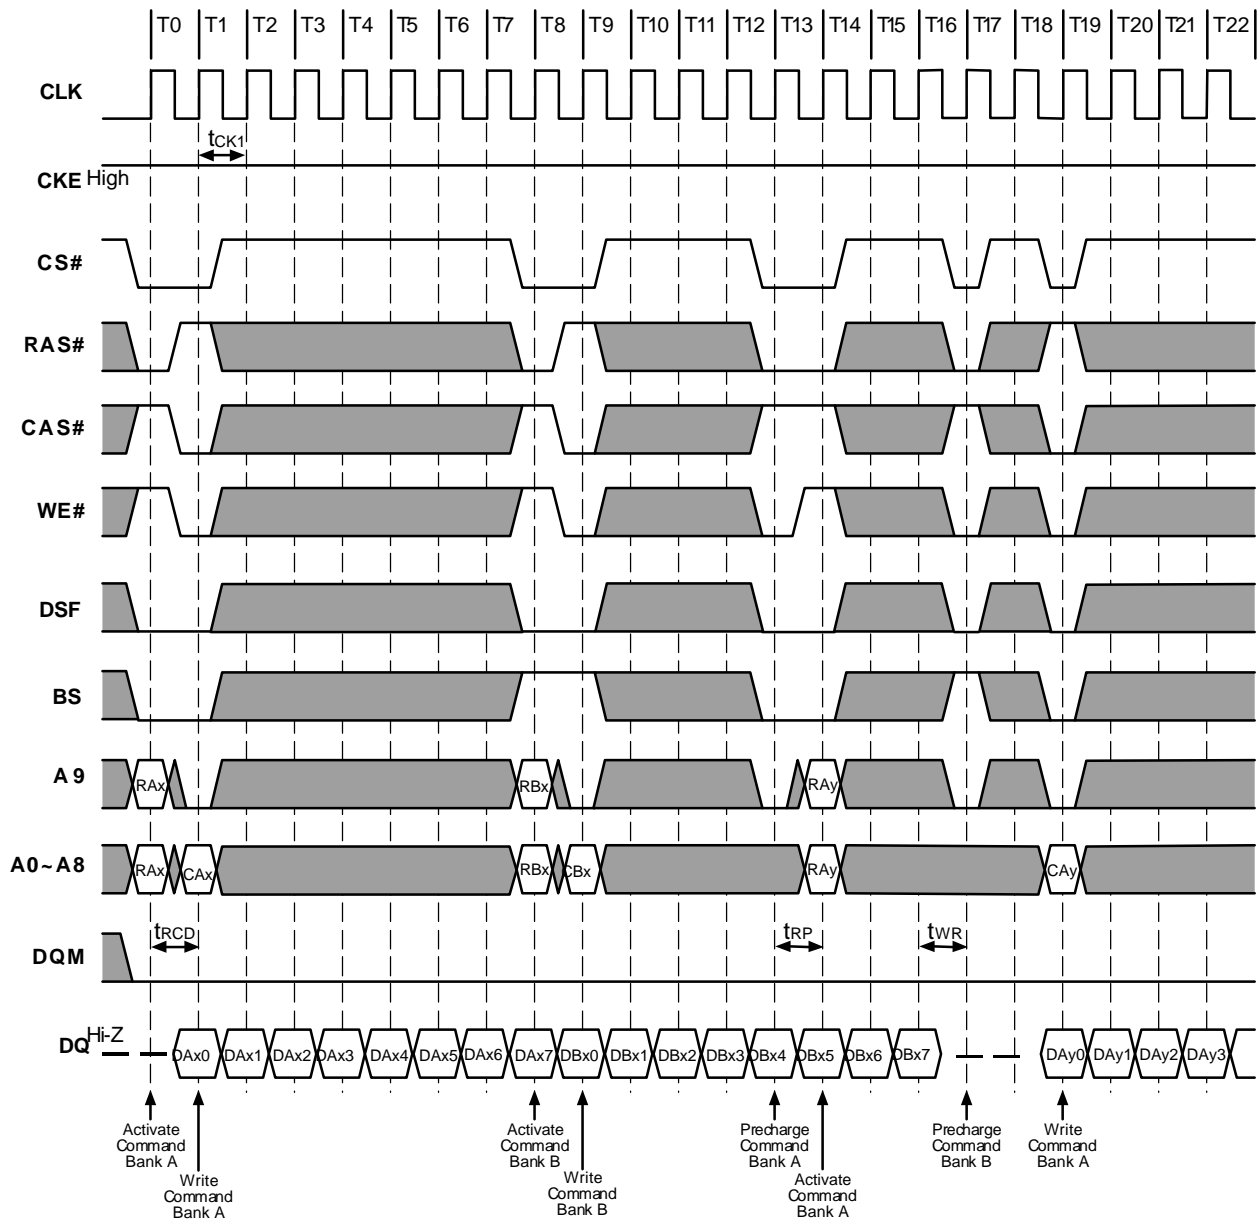 T0 T1 T2 T3 T4 T5 T6 T7 T8 T9 T10 T11 T12 T13 T14 T15 T16 T17 T18 T19 T20 T21 T22
CLK
tCK1
CKE High
CS#
RAS#
CAS#
WE#
DSF
BS
A9 RAx RBx RAy
A0~A8 RAx CAx RBx CBx RAy CAy
tRCD tRP tWR
DQM
Hi-Z
DQ DAx0 DAx1 DAx2 DAx3 DAx4 DAx5 DAx6 DAx7 DBx0 DBx1 DBx2 DBx3 DBx4 DBx5 DBx6 DBx7 DAy0 DAy1 DAy2 DAy3
Activate
Command
Bank A
Write
Command
Bank A
Activate
Command
Bank B
Write
Command
Bank B
Precharge
Command
Bank A
Activate
Command
Bank A
Precharge
Command
Bank B
Write
Command
Bank A